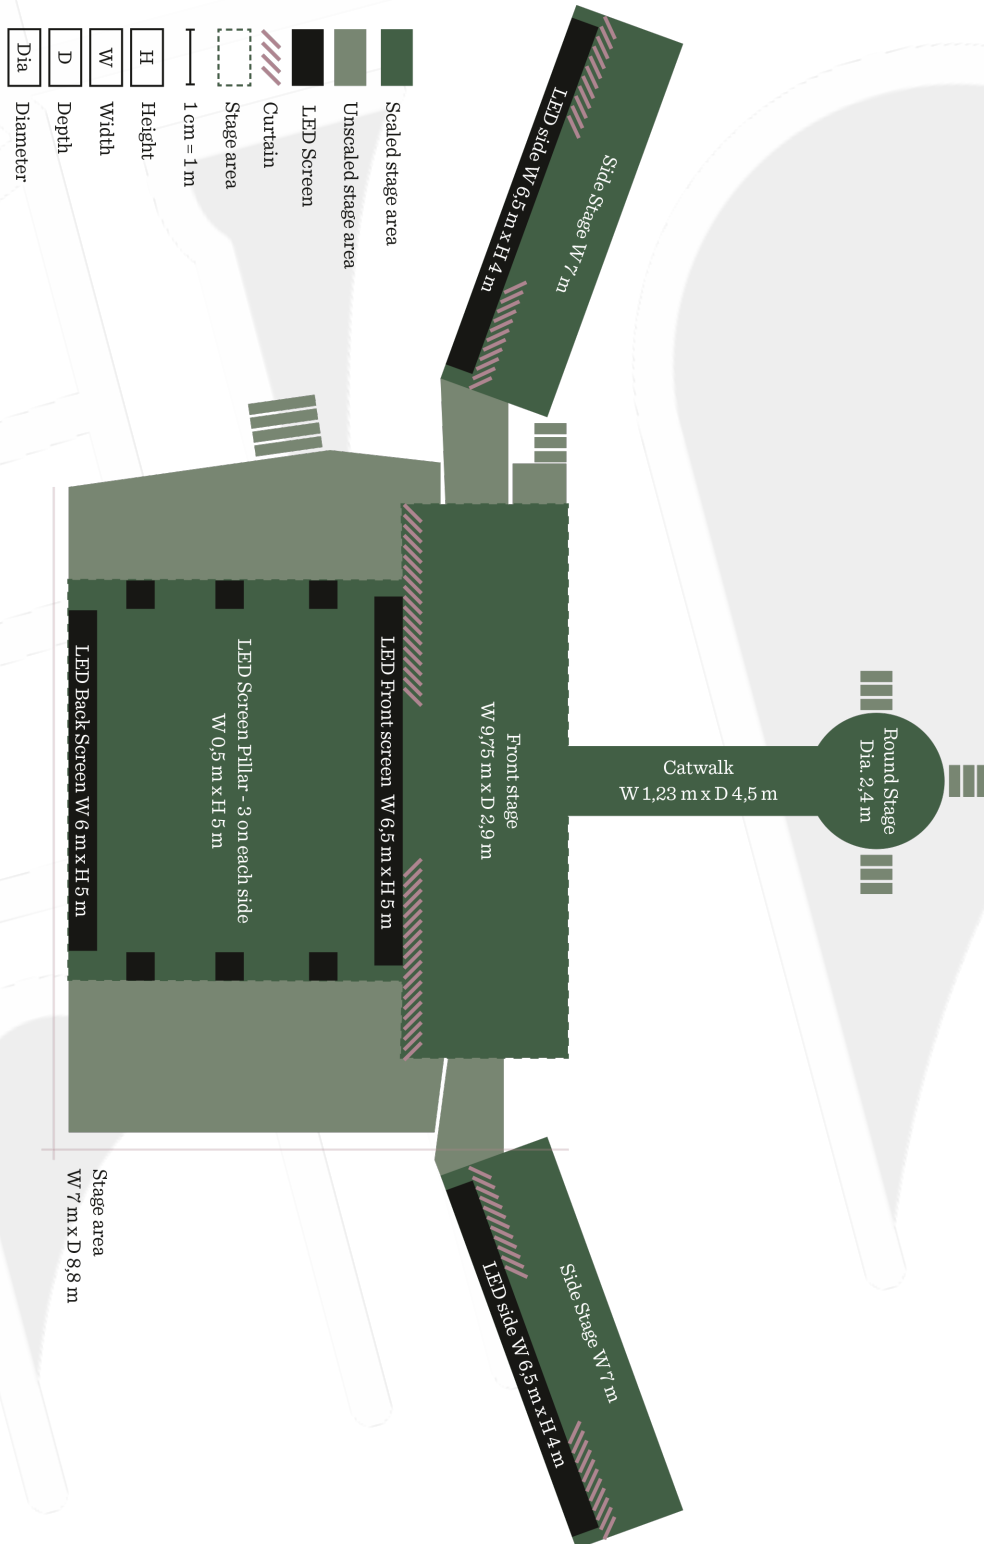 Scaled stage area
Unscaled stage area
LED Screen
Curtain
Stage area
1 cm = 1 m
H
Height
W
Width
D
Depth
Dia
Diameter
LED side W 6,5 m x H 4 m
Side Stage W 7 m
Round Stage
Dia. 2,4 m
Catwalk
W 1,23 m x D 4,5 m
Front stage
W 9,75 m x D 2,9 m
LED Front screen W 6,5 m x H 5 m
LED Screen Pillar - 3 on each side
W 0,5 m x H 5 m
LED Back Screen W 6 m x H 5 m
Stage area
W 7 m x D 8,8 m
Side Stage W 7 m
LED side W 6,5 m x H 4 m